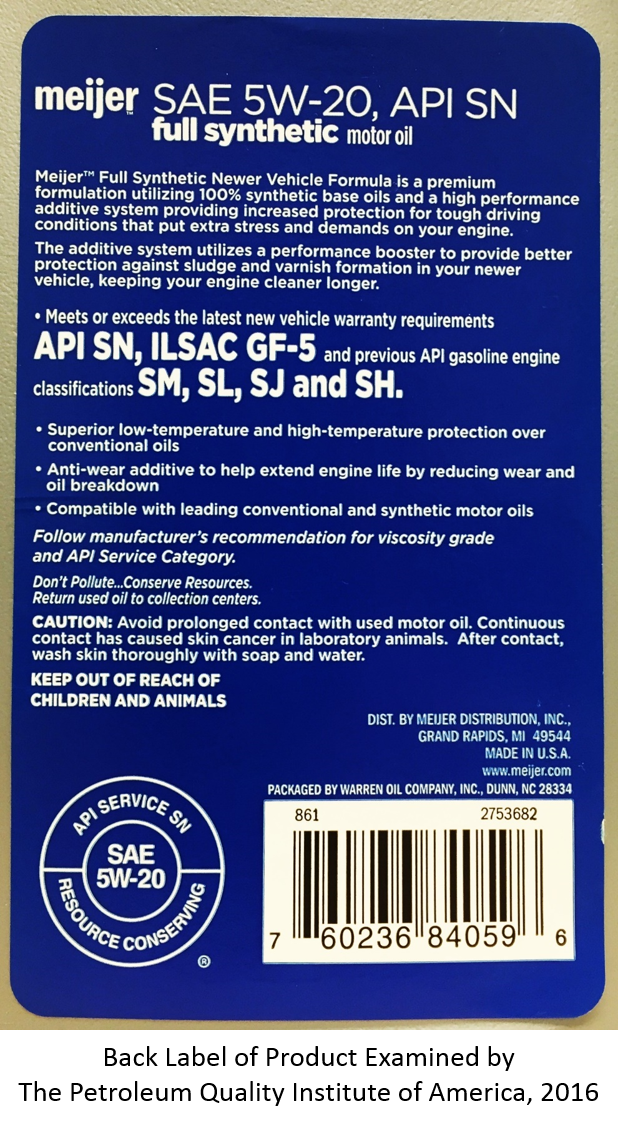 meijer™ SAE 5W-20, API SN
full synthetic motor oil
Meijer™ Full Synthetic Newer Vehicle Formula is a premium
formulation utilizing 100% synthetic base oils and a high performance
additive system providing increased protection for tough driving
conditions that put extra stress and demands on your engine.
The additive system utilizes a performance booster to provide better
protection against sludge and varnish formation in your newer
vehicle, keeping your engine cleaner longer.
• Meets or exceeds the latest new vehicle warranty requirements
API SN, ILSAC GF-5 and previous API gasoline engine
classifications SM, SL, SJ and SH.
• Superior low-temperature and high-temperature protection over
conventional oils
• Anti-wear additive to help extend engine life by reducing wear and
oil breakdown
• Compatible with leading conventional and synthetic motor oils
Follow manufacturer's recommendation for viscosity grade
and API Service Category.
Don't Pollute...Conserve Resources.
Return used oil to collection centers.
CAUTION: Avoid prolonged contact with used motor oil. Continuous
contact has caused skin cancer in laboratory animals. After contact,
wash skin thoroughly with soap and water.
KEEP OUT OF REACH OF
CHILDREN AND ANIMALS
DIST. BY MEIJER DISTRIBUTION, INC.,
GRAND RAPIDS, MI 49544
MADE IN U.S.A.
www.meijer.com
PACKAGED BY WARREN OIL COMPANY, INC., DUNN, NC 28334
API SERVICE SN
SAE
5W-20
RESOURCE CONSERVING
®
861 2753682
7 60236 84059 6
Back Label of Product Examined by
The Petroleum Quality Institute of America, 2016